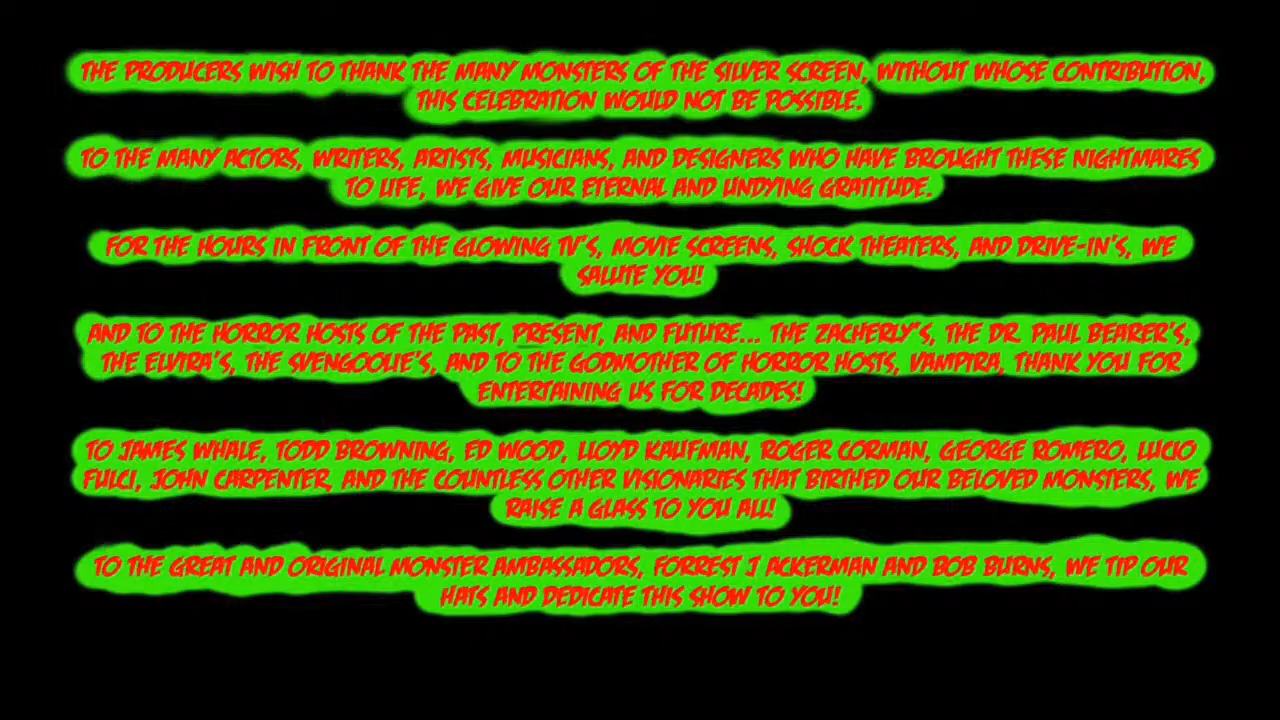 THE PRODUCERS WISH TO THANK THE MANY MONSTERS OF THE SILVER SCREEN, WITHOUT WHOSE CONTRIBUTION,
THIS CELEBRATION WOULD NOT BE POSSIBLE.
TO THE MANY ACTORS, WRITERS, ARTISTS, MUSICIANS, AND DESIGNERS WHO HAVE BROUGHT THESE NIGHTMARES
TO LIFE, WE GIVE OUR ETERNAL AND UNDYING GRATITUDE.
FOR THE HOURS IN FRONT OF THE GLOWING TV'S, MOVIE SCREENS, SHOCK THEATERS, AND DRIVE-IN'S, WE
SALUTE YOU!
AND TO THE HORROR HOSTS OF THE PAST, PRESENT, AND FUTURE... THE ZACHERLY'S, THE DR. PAUL BEARER'S,
THE ELVIRA'S, THE SVENGOOLIE'S, AND TO THE GODMOTHER OF HORROR HOSTS, VAMPIRA, THANK YOU FOR
ENTERTAINING US FOR DECADES!
TO JAMES WHALE, TODD BROWNING, ED WOOD, LLOYD KAUFMAN, ROGER CORMAN, GEORGE ROMERO, LUCIO
FULCI, JOHN CARPENTER, AND THE COUNTLESS OTHER VISIONARIES THAT BIRTHED OUR BELOVED MONSTERS, WE
RAISE A GLASS TO YOU ALL!
TO THE GREAT AND ORIGINAL MONSTER AMBASSADORS, FORREST J ACKERMAN AND BOB BURNS, WE TIP OUR
HATS AND DEDICATE THIS SHOW TO YOU!